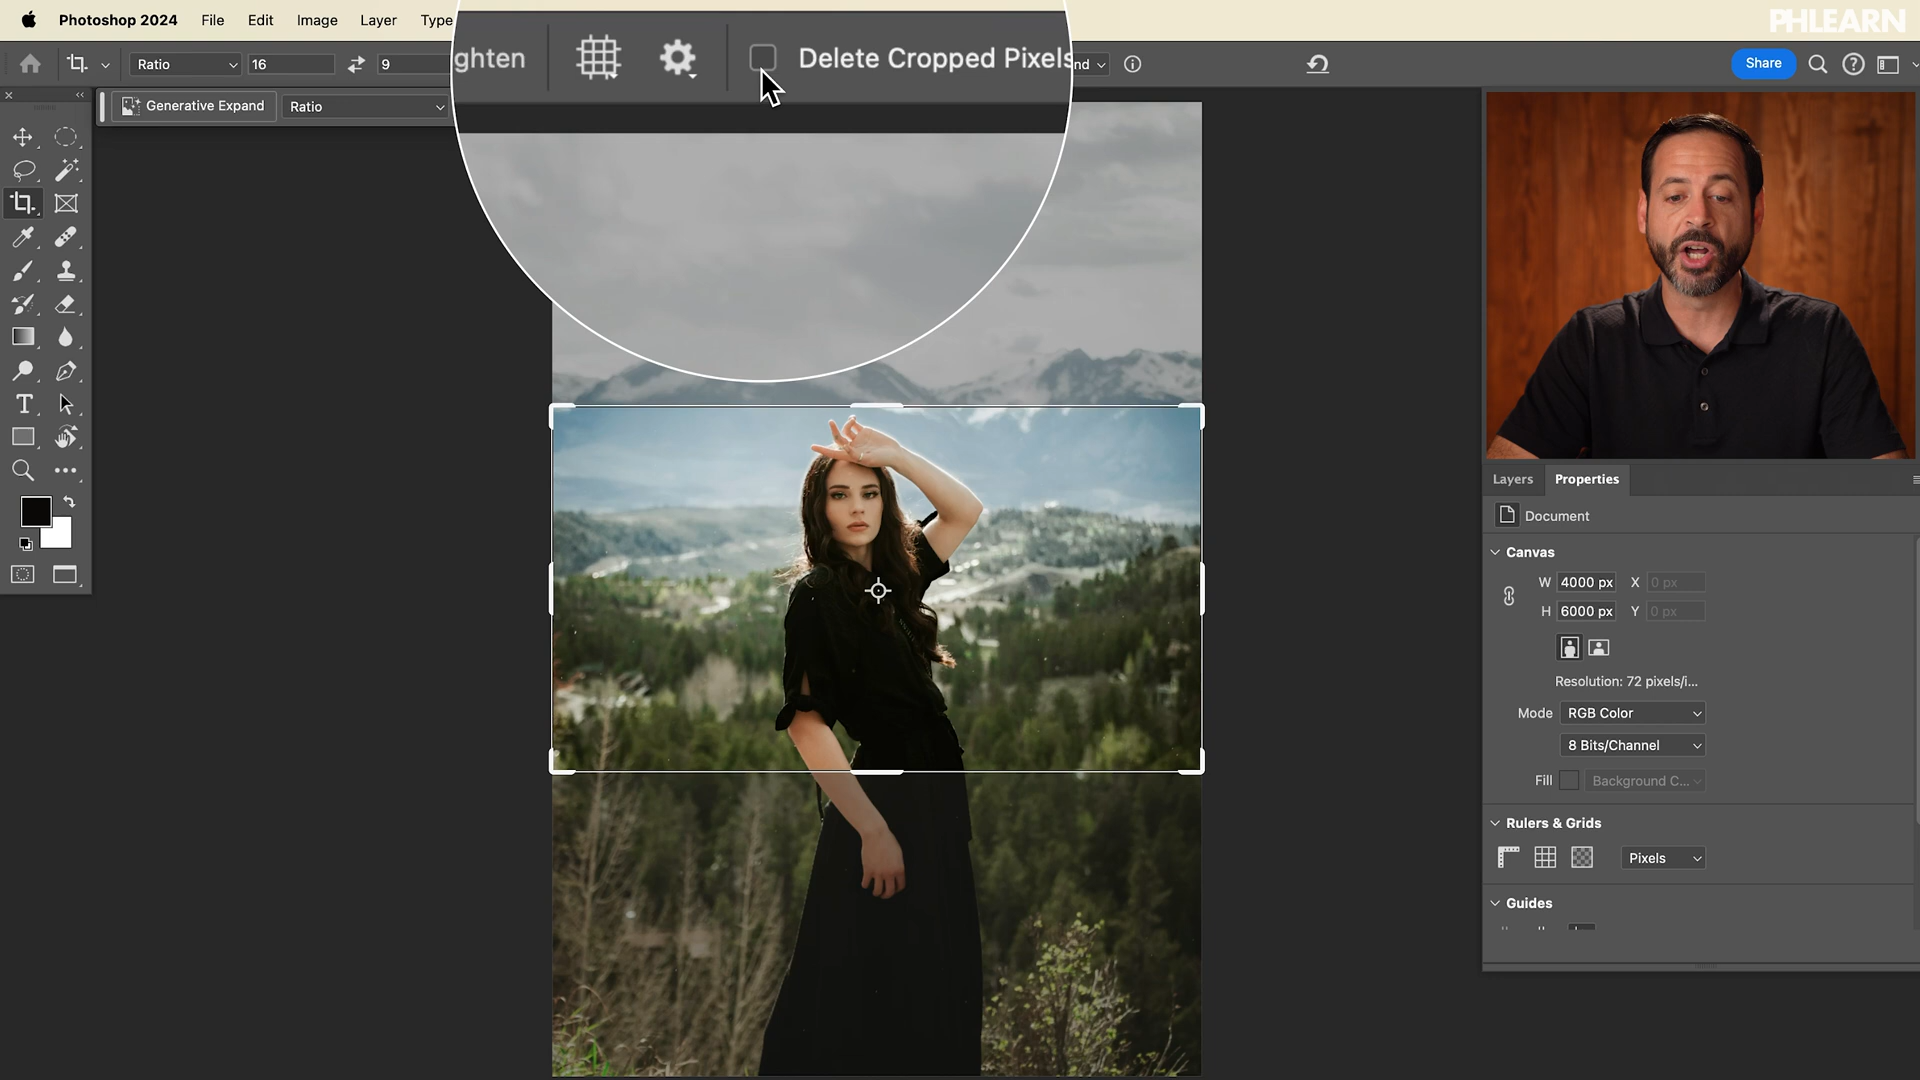 Photoshop 2024 File Edit Image Layer Type
PHLEARN
Ratio 16 9
ghten Delete Cropped Pixels
nd
Share
Generative Expand Ratio
Layers Properties
Document
Canvas
W 4000 px X 0 px
H 6000 px Y 0 px
Resolution: 72 pixels/i...
Mode RGB Color
8 Bits/Channel
Fill Background C...
Rulers & Grids
Pixels
Guides
T